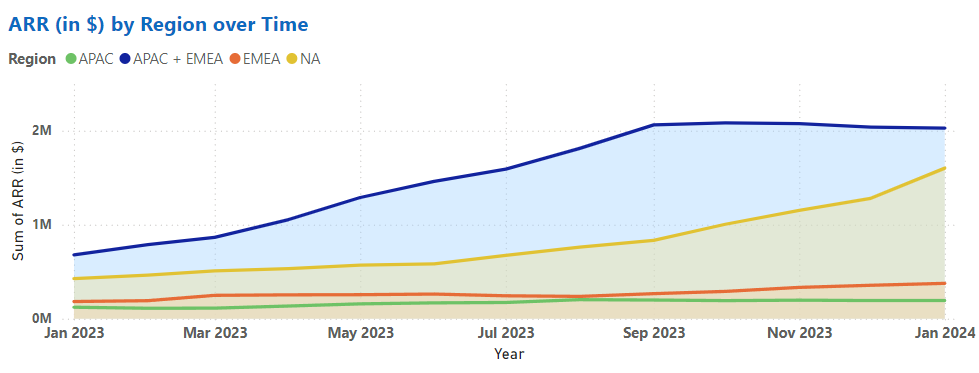 ARR (in $) by Region over Time
Region APAC APAC + EMEA EMEA NA
2M
1M
0M
Sum of ARR (in $)
Jan 2023 Mar 2023 May 2023 Jul 2023 Sep 2023 Nov 2023 Jan 2024
Year